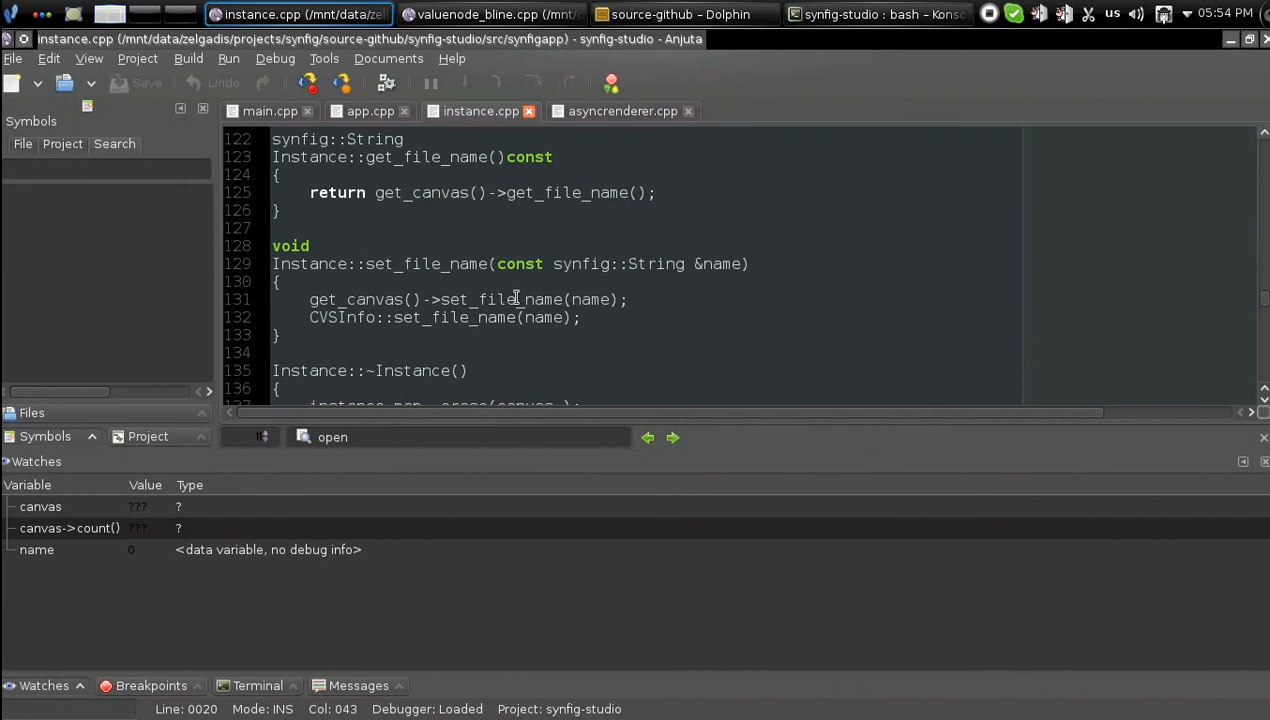 instance.cpp (/mnt/data/zel
valuenode_bline.cpp (/mnt/
source-github – Dolphin
synfig-studio : bash – Kons
us
05:54 PM
instance.cpp (/mnt/data/zelgadis/projects/synfig/source-github/synfig-studio/src/synfigapp) - synfig-studio - Anjuta
File Edit View Project Build Run Debug Tools Documents Help
Save Undo
Symbols
File Project Search
main.cpp app.cpp instance.cpp asyncrenderer.cpp
122 synfig::String
123 Instance::get_file_name()const
124 {
125     return get_canvas()->get_file_name();
126 }
127
128 void
129 Instance::set_file_name(const synfig::String &name)
130 {
131     get_canvas()->set_file_name(name);
132     CVSInfo::set_file_name(name);
133 }
134
135 Instance::~Instance()
136 {
Files
Symbols Project
open
Watches
Variable Value Type
canvas ??? ?
canvas->count() ??? ?
name 0 <data variable, no debug info>
Watches Breakpoints Terminal Messages
Line: 0020 Mode: INS Col: 043 Debugger: Loaded Project: synfig-studio